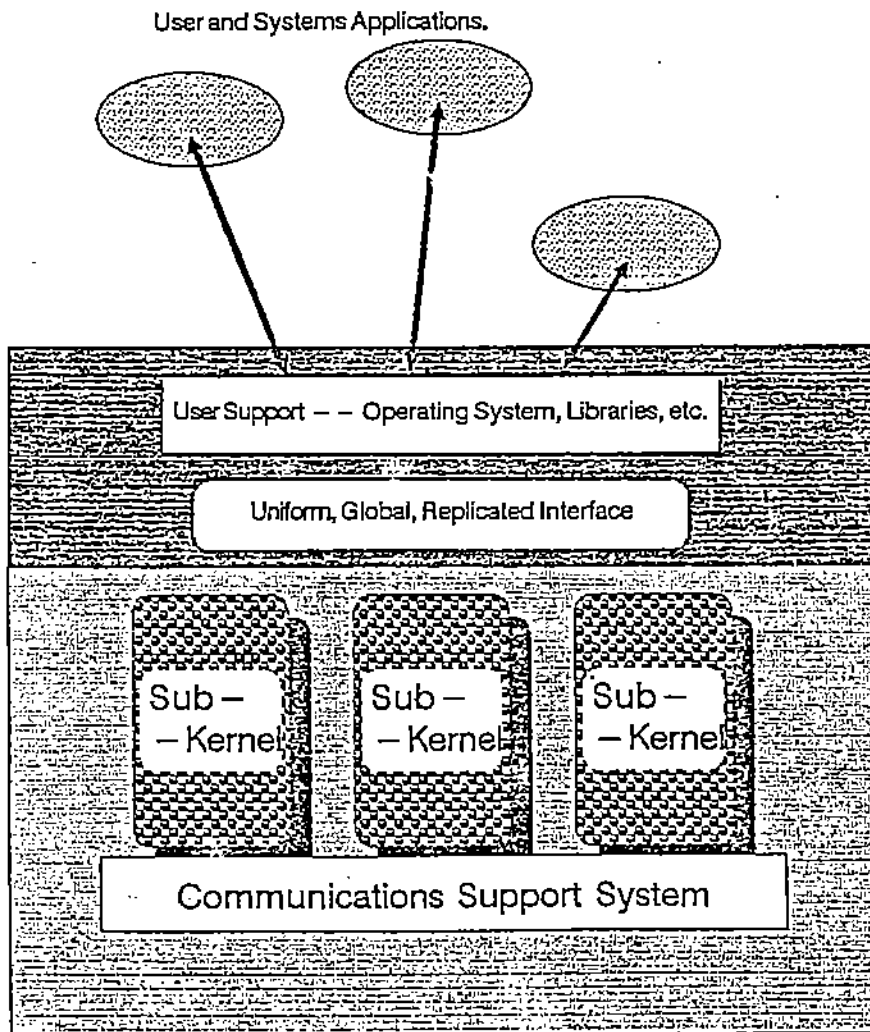 User and Systems Applications.
User Support – – Operating System, Libraries, etc.
Uniform, Global, Replicated Interface
Sub –
– Kernel
Sub –
– Kernel
Sub –
– Kernel
Communications Support System